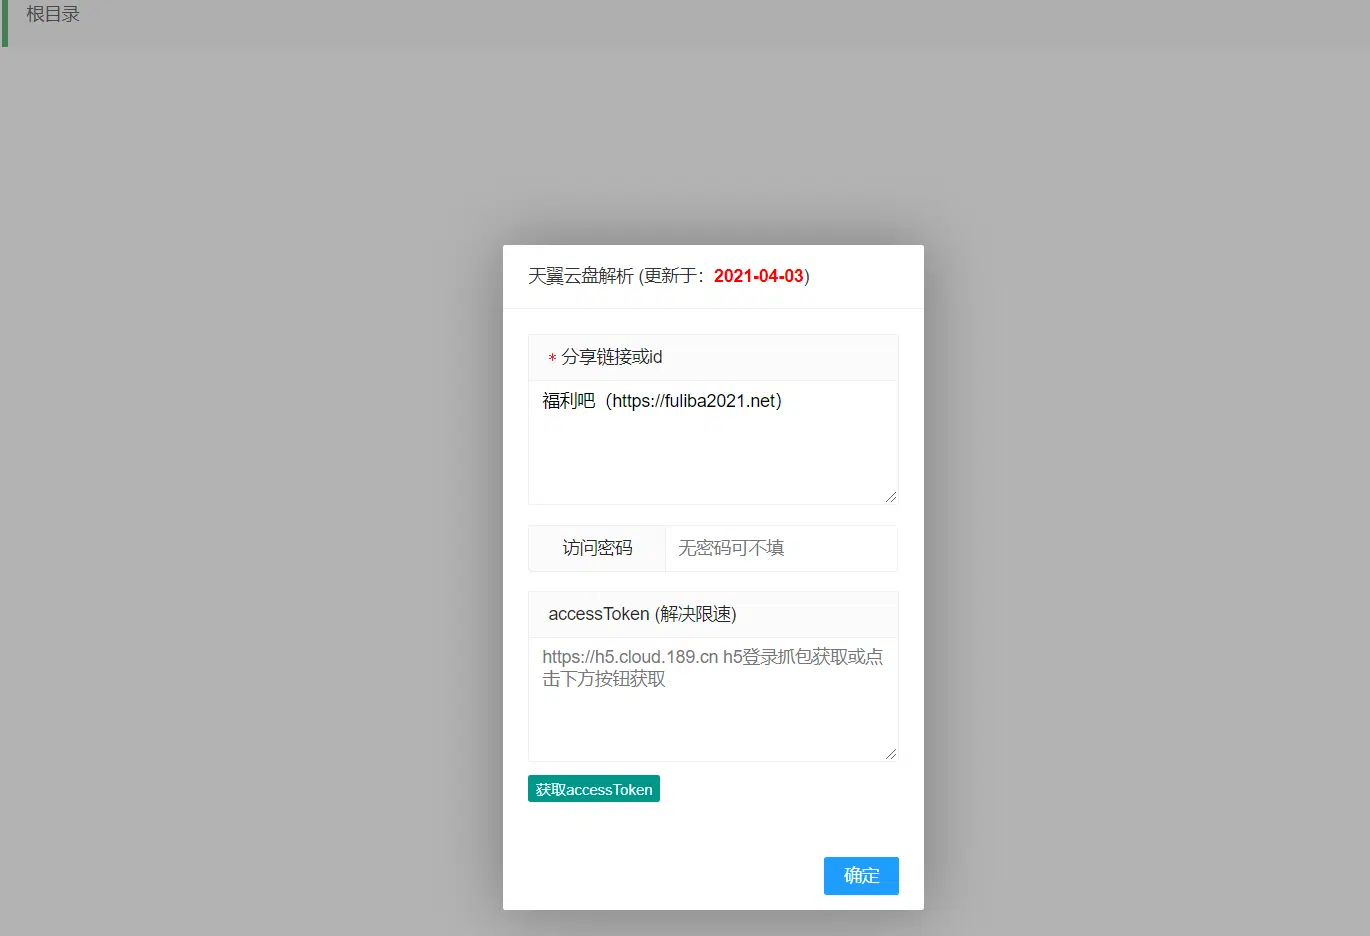 根目录
天翼云盘解析 (更新于：2021-04-03)
* 分享链接或id
福利吧（https://fuliba2021.net）
访问密码
无密码可不填
accessToken (解决限速)
https://h5.cloud.189.cn h5登录抓包获取或点
击下方按钮获取
获取accessToken
确定